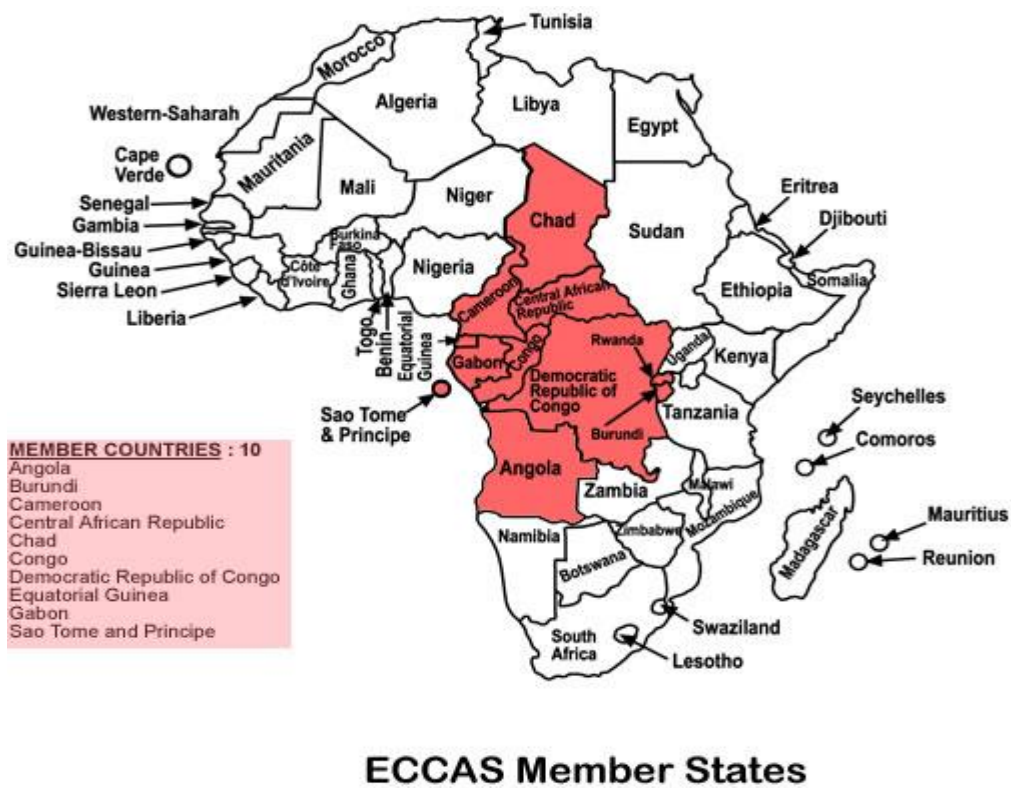 Tunisia
Morocco
Algeria
Libya
Egypt
Western-Saharah
Cape
Verde
Mauritania
Mali
Niger
Chad
Sudan
Eritrea
Djibouti
Senegal
Gambia
Guinea-Bissau
Guinea
Sierra Leon
Liberia
Burkina
Faso
Côte
d'Ivoire
Ghana
Togo
Benin
Nigeria
Cameroon
Central African
Republic
Ethiopia
Somalia
Equatorial
Guinea
Gabon
Congo
Rwanda
Uganda
Kenya
Democratic
Republic of
Congo
Burundi
Tanzania
Sao Tome
& Principe
Seychelles
Comoros
Angola
Zambia
Malawi
Mozambique
Madagascar
Mauritius
Reunion
Namibia
Zimbabwe
Botswana
Swaziland
South
Africa
Lesotho
MEMBER COUNTRIES : 10
Angola
Burundi
Cameroon
Central African Republic
Chad
Congo
Democratic Republic of Congo
Equatorial Guinea
Gabon
Sao Tome and Principe
ECCAS Member States